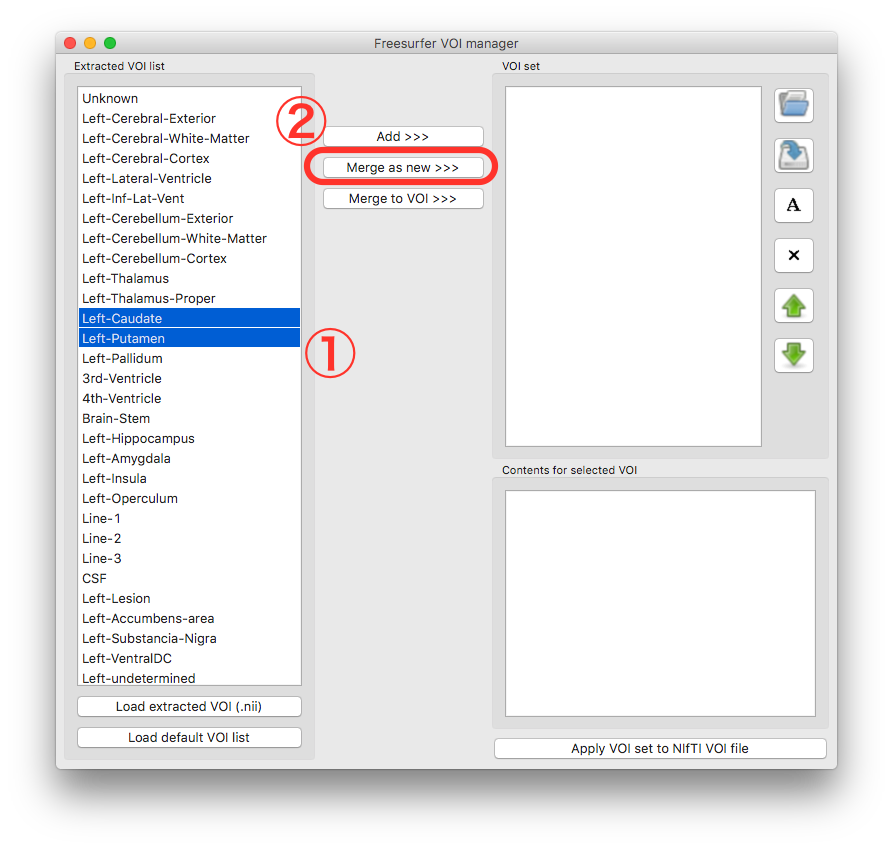 Freesurfer VOI manager
Extracted VOI list
Unknown
Left-Cerebral-Exterior
Left-Cerebral-White-Matter
Left-Cerebral-Cortex
Left-Lateral-Ventricle
Left-Inf-Lat-Vent
Left-Cerebellum-Exterior
Left-Cerebellum-White-Matter
Left-Cerebellum-Cortex
Left-Thalamus
Left-Thalamus-Proper
Left-Caudate
Left-Putamen
Left-Pallidum
3rd-Ventricle
4th-Ventricle
Brain-Stem
Left-Hippocampus
Left-Amygdala
Left-Insula
Left-Operculum
Line-1
Line-2
Line-3
CSF
Left-Lesion
Left-Accumbens-area
Left-Substancia-Nigra
Left-VentralDC
Left-undetermined
Load extracted VOI (.nii)
Load default VOI list
②
Add >>>
Merge as new >>>
Merge to VOI >>>
①
VOI set
A
×
Contents for selected VOI
Apply VOI set to NIfTI VOI file